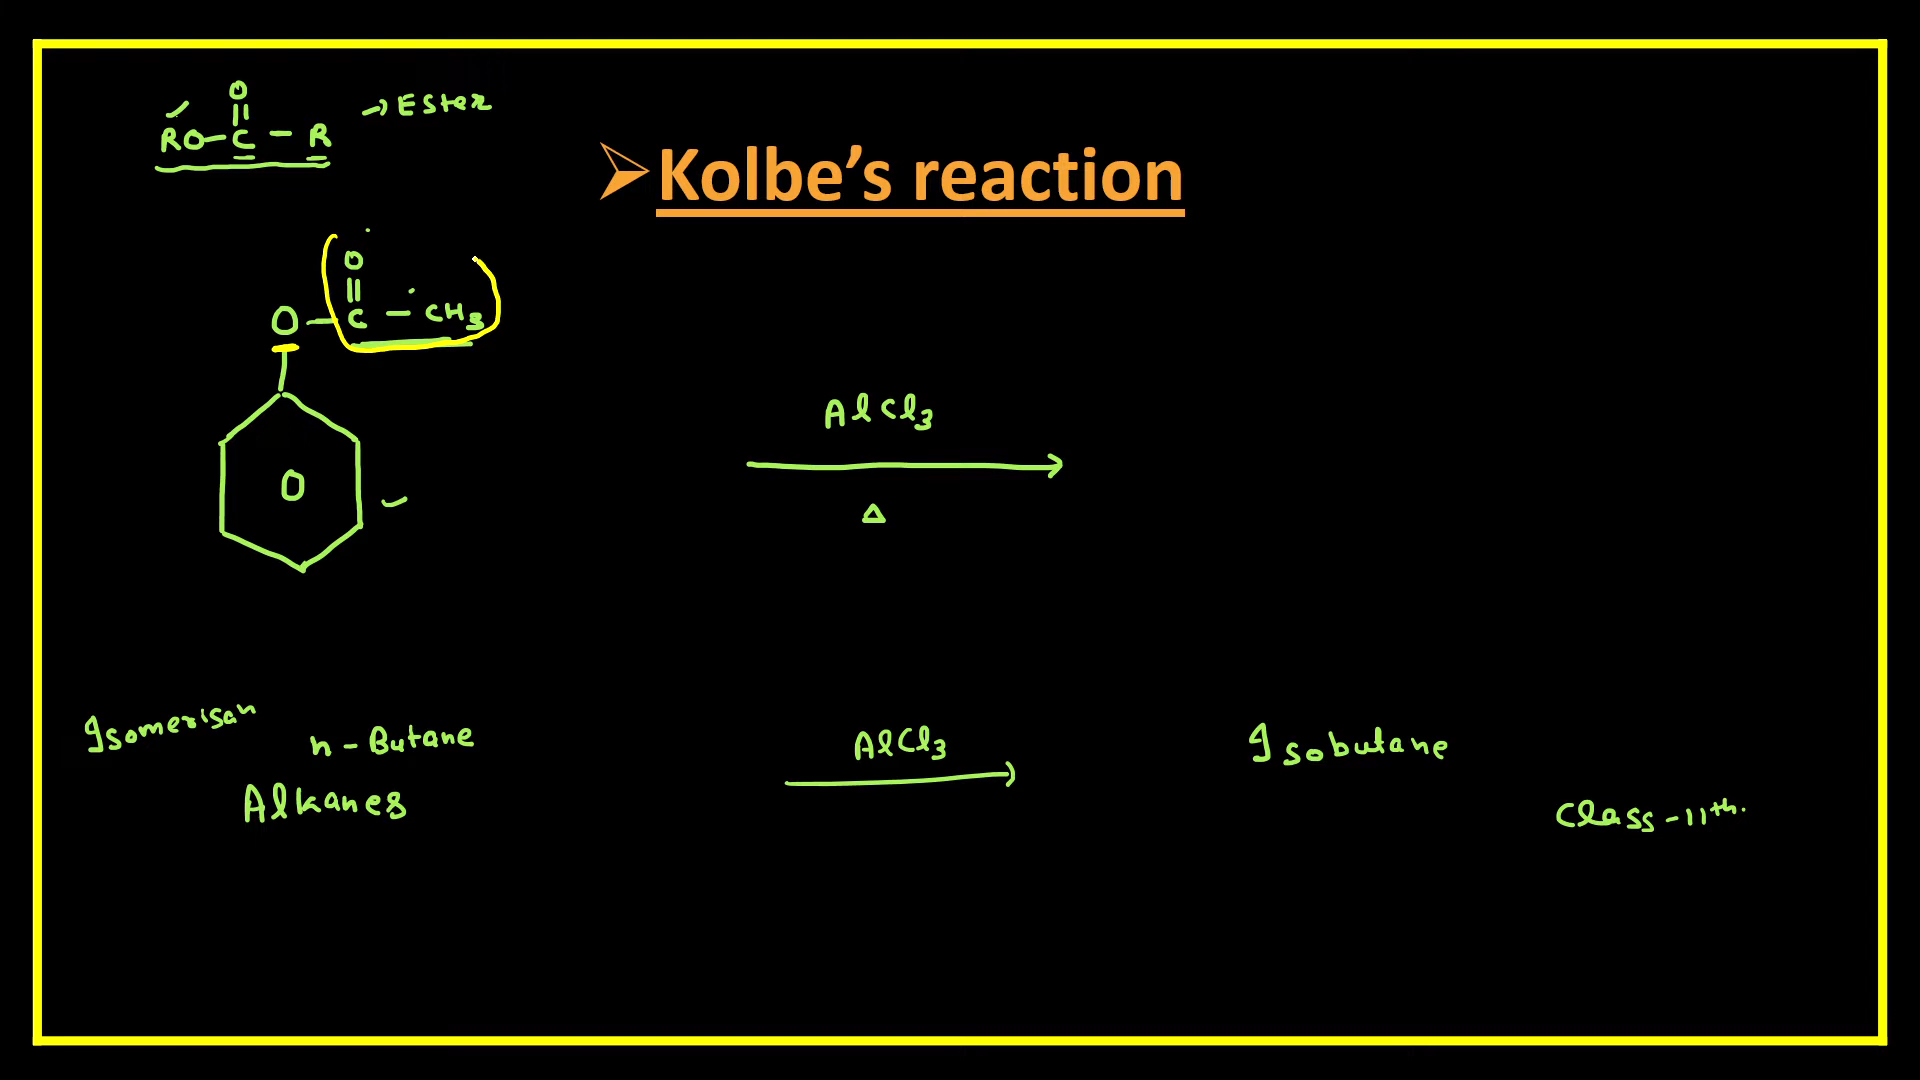 O
||
RO-C-R → Ester
➢Kolbe’s reaction
O
||
O-C-CH3
O
AlCl3
Δ
Isomerisan
n-Butane
AlCl3
Isobutane
Alkanes
Class-11th.